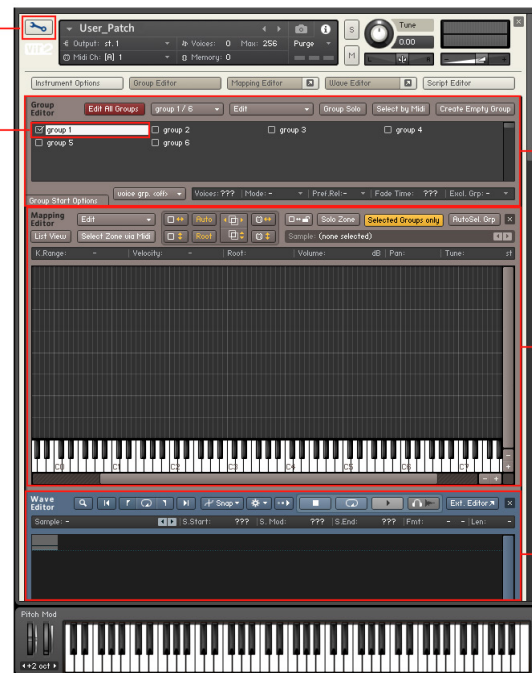 User_Patch
Output: st. 1 Voices: 0 Max: 256 Purge
Midi Ch: [A] 1 Memory: 0
S
M
Tune
0.00
L R
Instrument Options Group Editor Mapping Editor Wave Editor Script Editor
Group Editor Edit All Groups group 1 / 6 Edit Group Solo Select by Midi Create Empty Group
group 1 group 2 group 3 group 4
group 5 group 6
voice grp. <off> Voices: ??? Mode: - Pref.Rel:- Fade Time: ??? Excl. Grp: -
Group Start Options
Mapping Editor Edit Auto Solo Zone Selected Groups only AutoSel. Grp
List View Select Zone via Midi Root Sample: (none selected)
K.Range: - Velocity: - Root: Volume: dB Pan: Tune: st
C0 C1 C2 C3 C4 C5 C6 C7
Wave Editor Snap Ext. Editor
Sample: - S.Start: ??? S. Mod: ??? S.End: ??? Fmt: - - Len: -
Pitch Mod
+2 oct